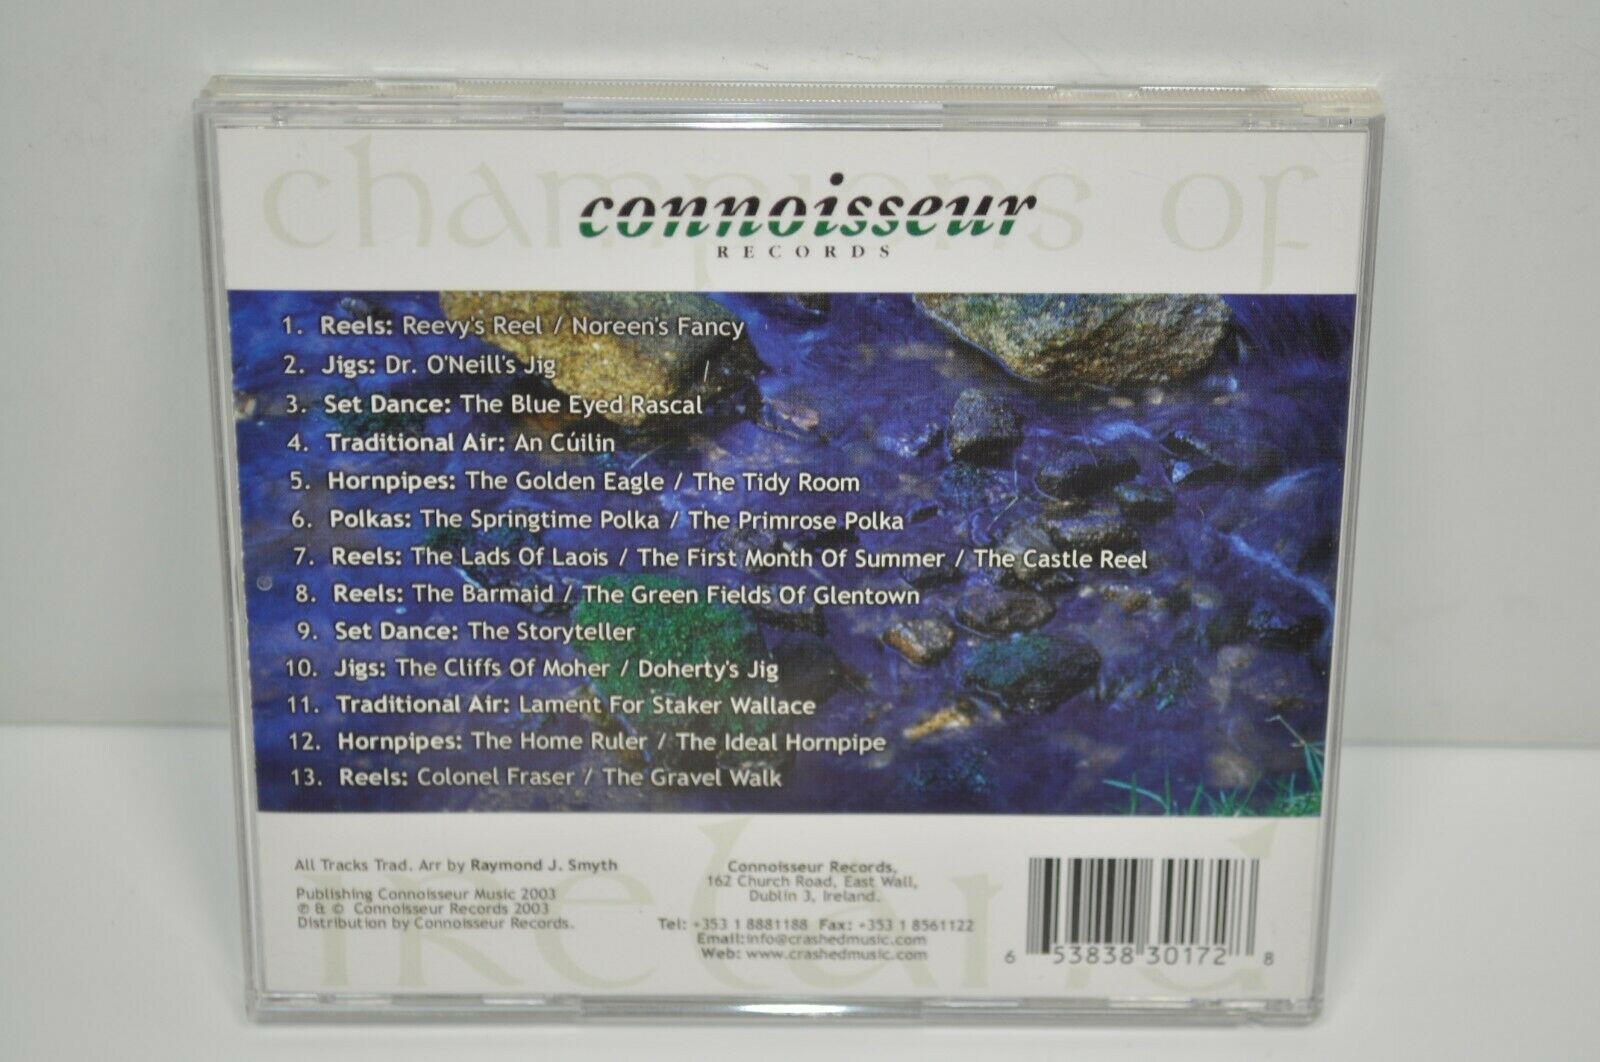 champions of
connoisseur
RECORDS
1. Reels: Reevy's Reel / Noreen's Fancy
2. Jigs: Dr. O'Neill's Jig
3. Set Dance: The Blue Eyed Rascal
4. Traditional Air: An Cúilin
5. Hornpipes: The Golden Eagle / The Tidy Room
6. Polkas: The Springtime Polka / The Primrose Polka
7. Reels: The Lads Of Laois / The First Month Of Summer / The Castle Reel
8. Reels: The Barmaid / The Green Fields Of Glentown
9. Set Dance: The Storyteller
10. Jigs: The Cliffs Of Moher / Doherty's Jig
11. Traditional Air: Lament For Staker Wallace
12. Hornpipes: The Home Ruler / The Ideal Hornpipe
13. Reels: Colonel Fraser / The Gravel Walk
ireland
All Tracks Trad. Arr by Raymond J. Smyth
Publishing Connoisseur Music 2003
℗ & © Connoisseur Records 2003
Distribution by Connoisseur Records.
Connoisseur Records,
162 Church Road, East Wall,
Dublin 3, Ireland.
Tel: +353 1 8881188 Fax: +353 1 8561122
Email:info@crashedmusic.com
Web: www.crashedmusic.com
6 53838 30172 8